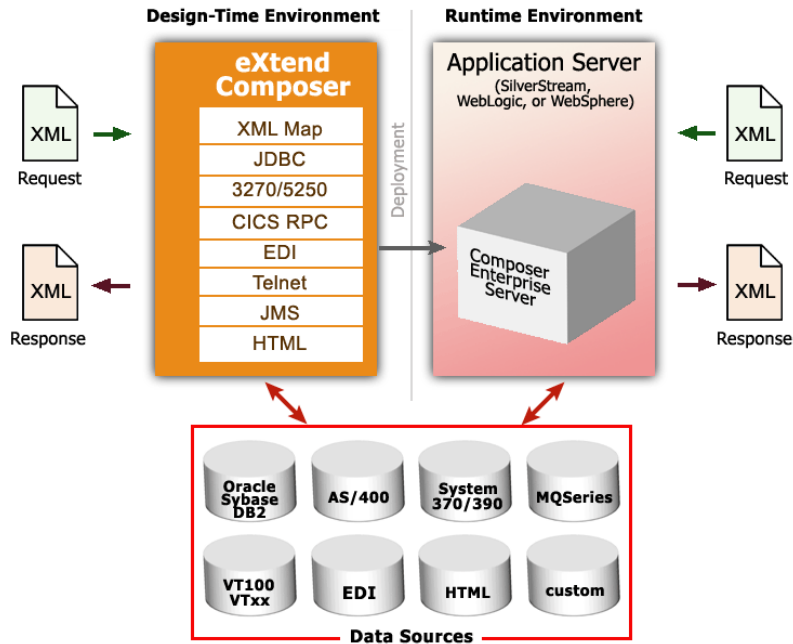 Design-Time Environment
Runtime Environment
eXtend
Composer
XML Map
JDBC
3270/5250
CICS RPC
EDI
Telnet
JMS
HTML
Deployment
Application Server
(SilverStream,
WebLogic, or WebSphere)
Composer
Enterprise
Server
XML
Request
XML
Response
XML
Request
XML
Response
Oracle
Sybase
DB2
AS/400
System
370/390
MQSeries
VT100
VTxx
EDI
HTML
custom
Data Sources